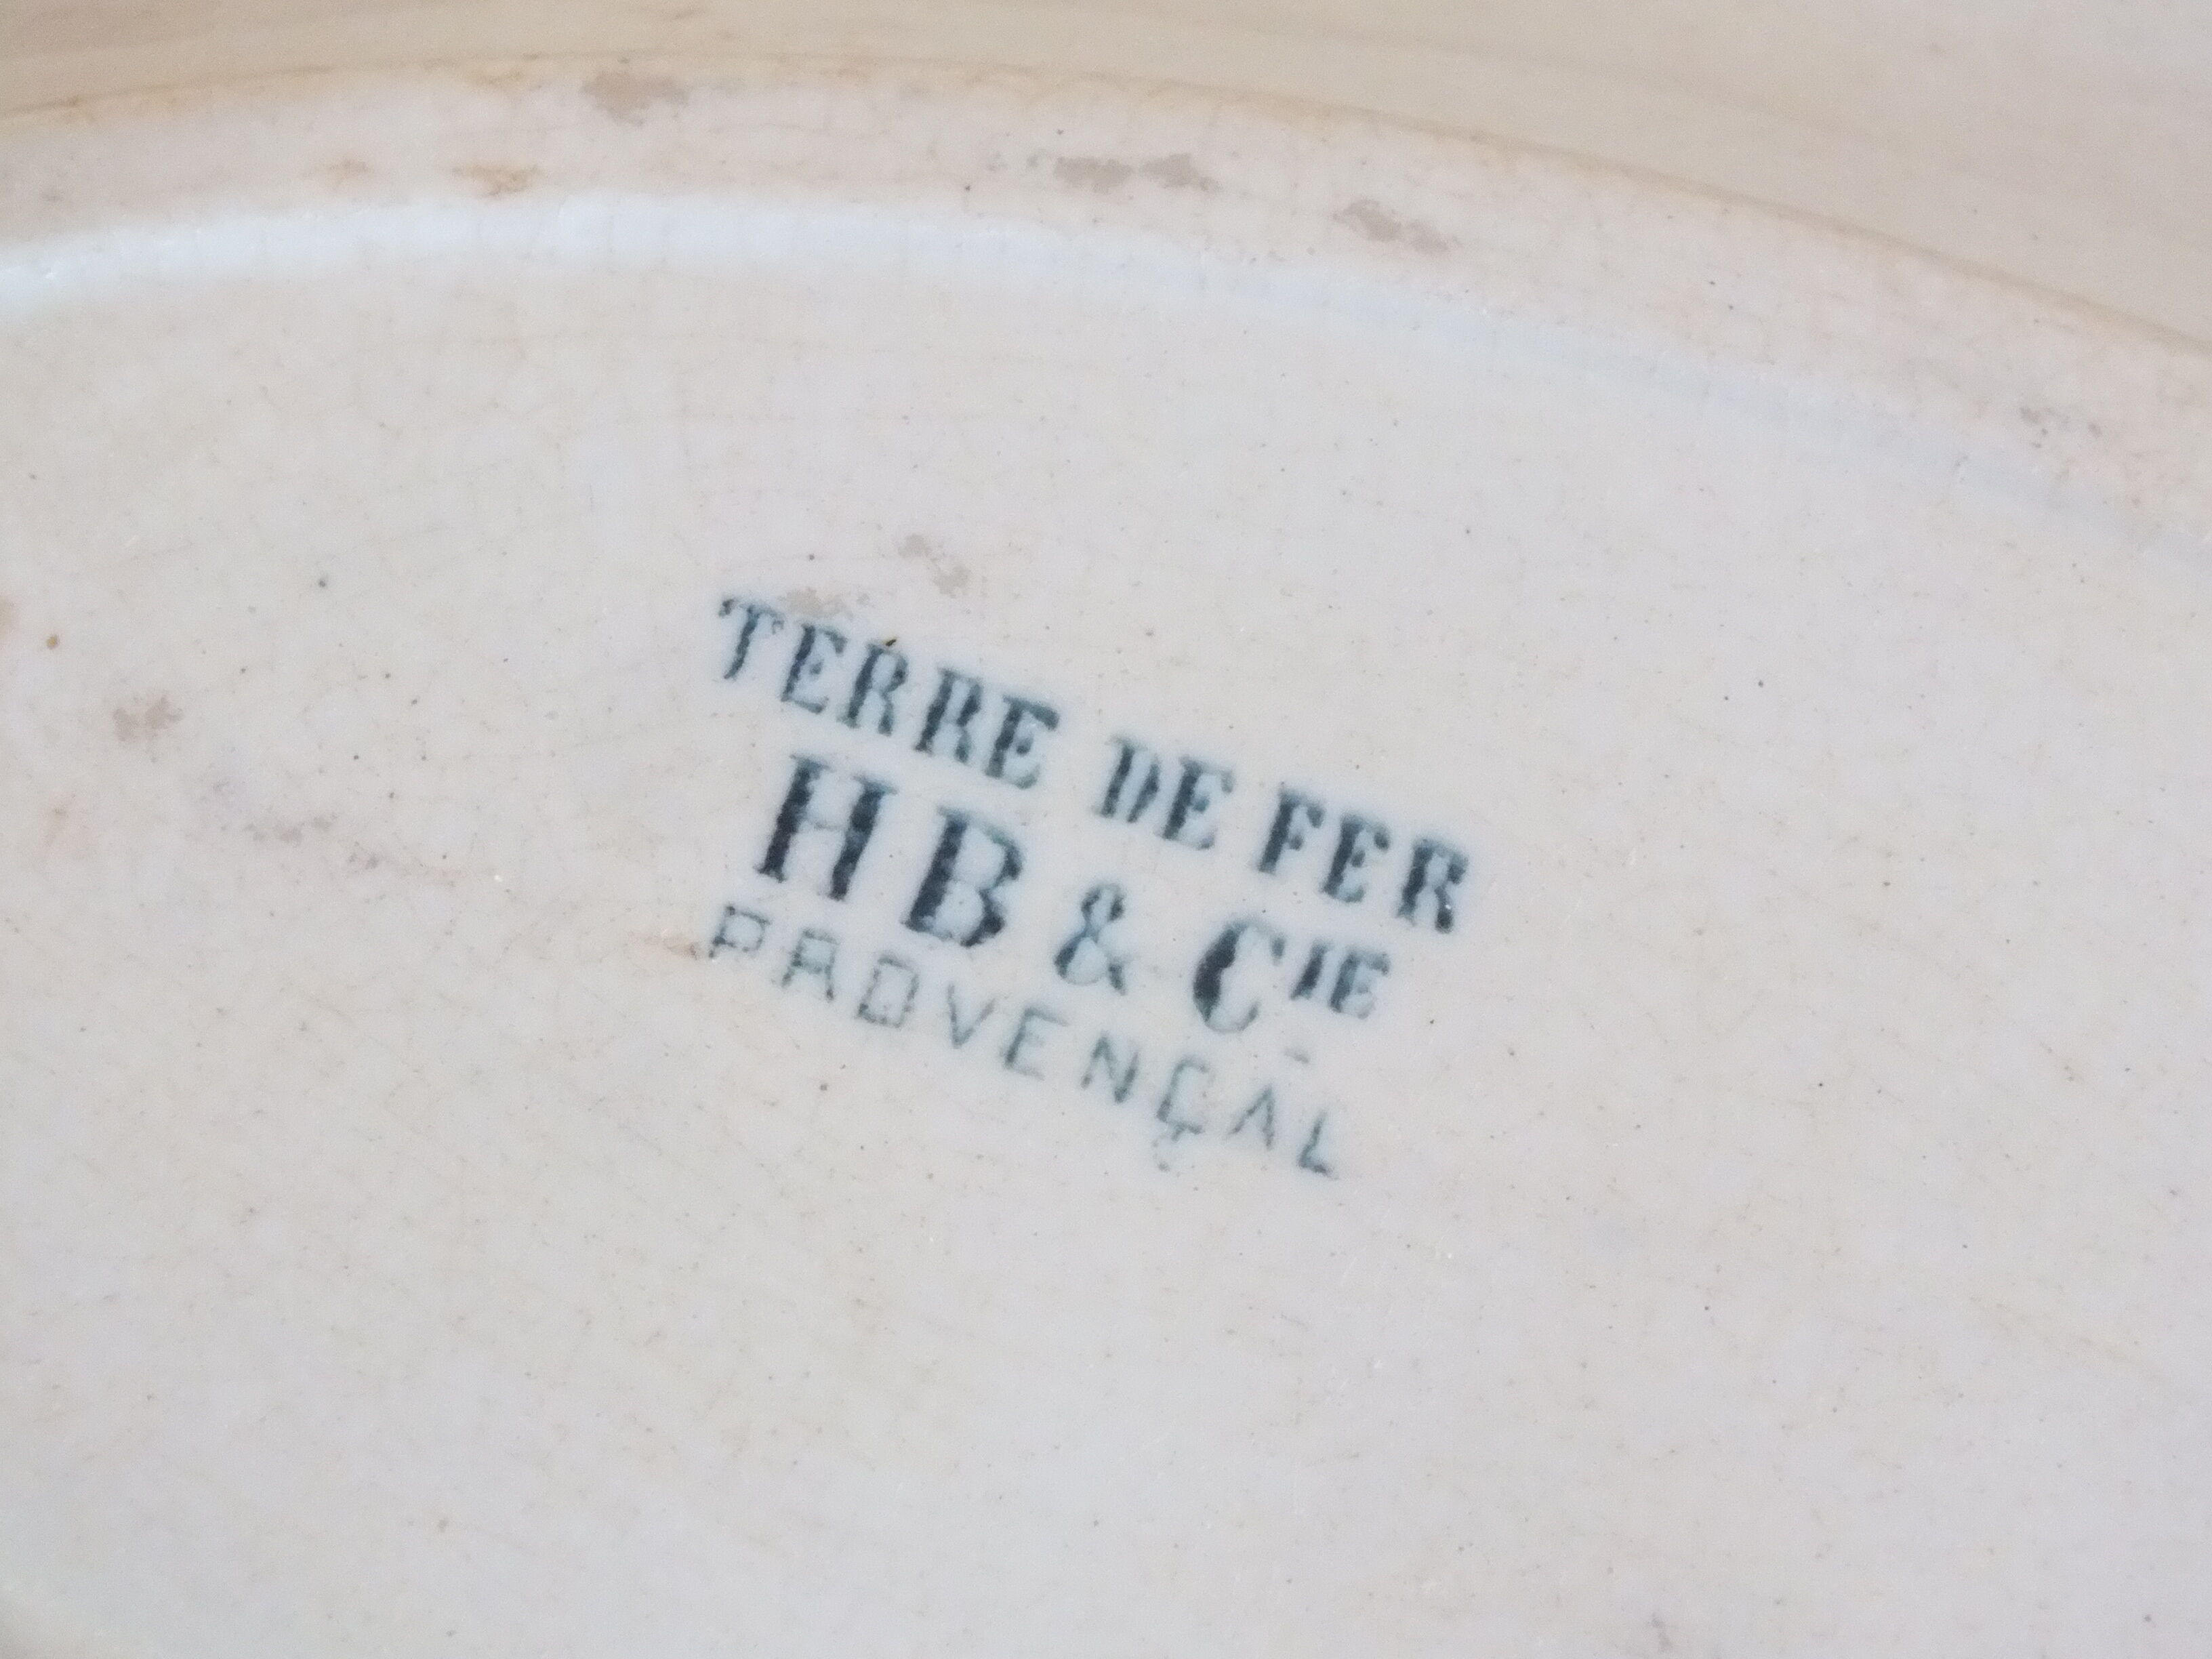 TERRE DE FER
HB & CIE
PROVENÇAL